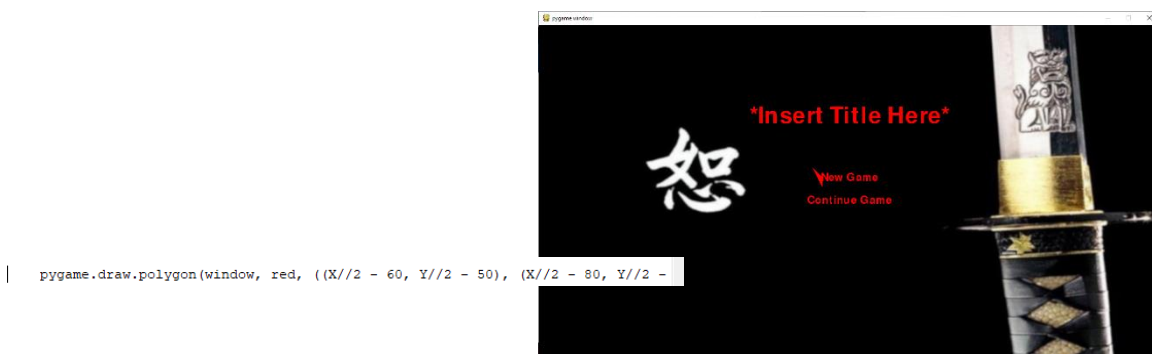 pygame window
*Insert Title Here*
恕
New Game
Continue Game
pygame.draw.polygon(window, red, ((X//2 - 60, Y//2 - 50), (X//2 - 80, Y//2 -